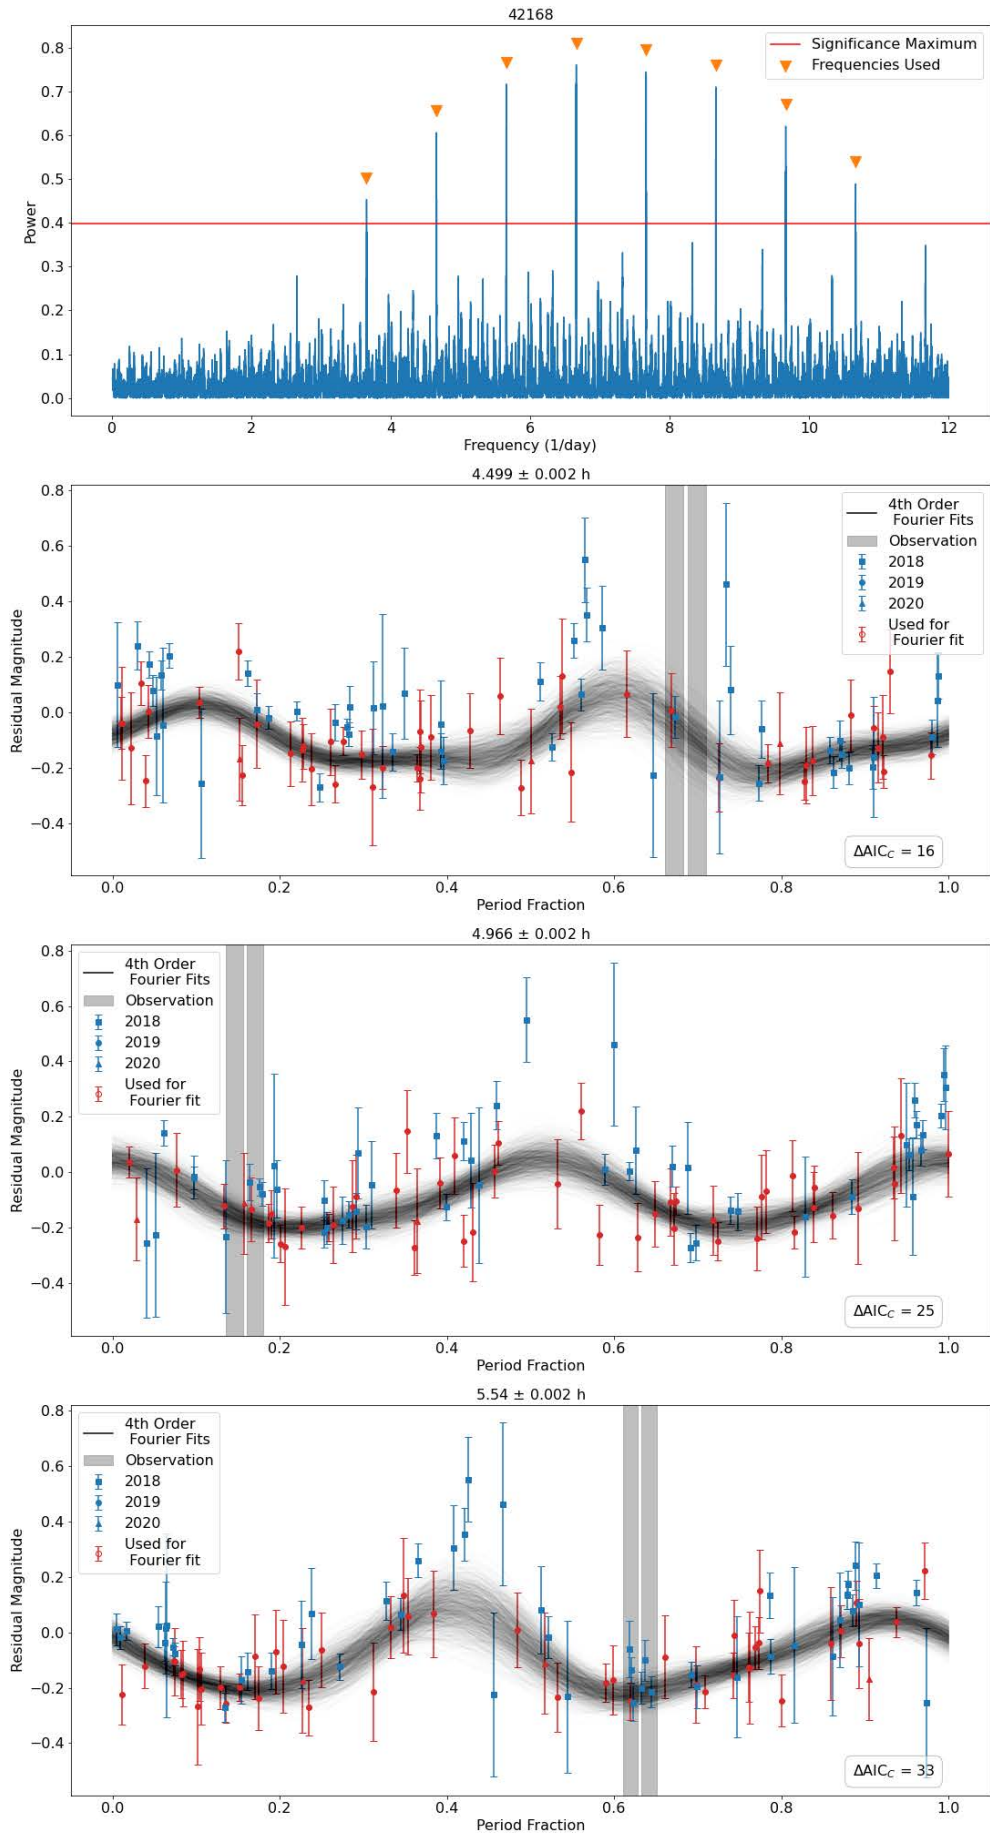 42168
0.8
0.7
0.6
0.5
0.4
0.3
0.2
0.1
0.0
Power
Significance Maximum
Frequencies Used
0 2 4 6 8 10 12
Frequency (1/day)
4.499 ± 0.002 h
0.8
0.6
0.4
0.2
0.0
−0.2
−0.4
Residual Magnitude
4th Order
Fourier Fits
Observation
2018
2019
2020
Used for
Fourier fit
ΔAICC = 16
0.0 0.2 0.4 0.6 0.8 1.0
Period Fraction
4.966 ± 0.002 h
0.8
0.6
0.4
0.2
0.0
−0.2
−0.4
Residual Magnitude
4th Order
Fourier Fits
Observation
2018
2019
2020
Used for
Fourier fit
ΔAICC = 25
0.0 0.2 0.4 0.6 0.8 1.0
Period Fraction
5.54 ± 0.002 h
0.8
0.6
0.4
0.2
0.0
−0.2
−0.4
Residual Magnitude
4th Order
Fourier Fits
Observation
2018
2019
2020
Used for
Fourier fit
ΔAICC = 33
0.0 0.2 0.4 0.6 0.8 1.0
Period Fraction